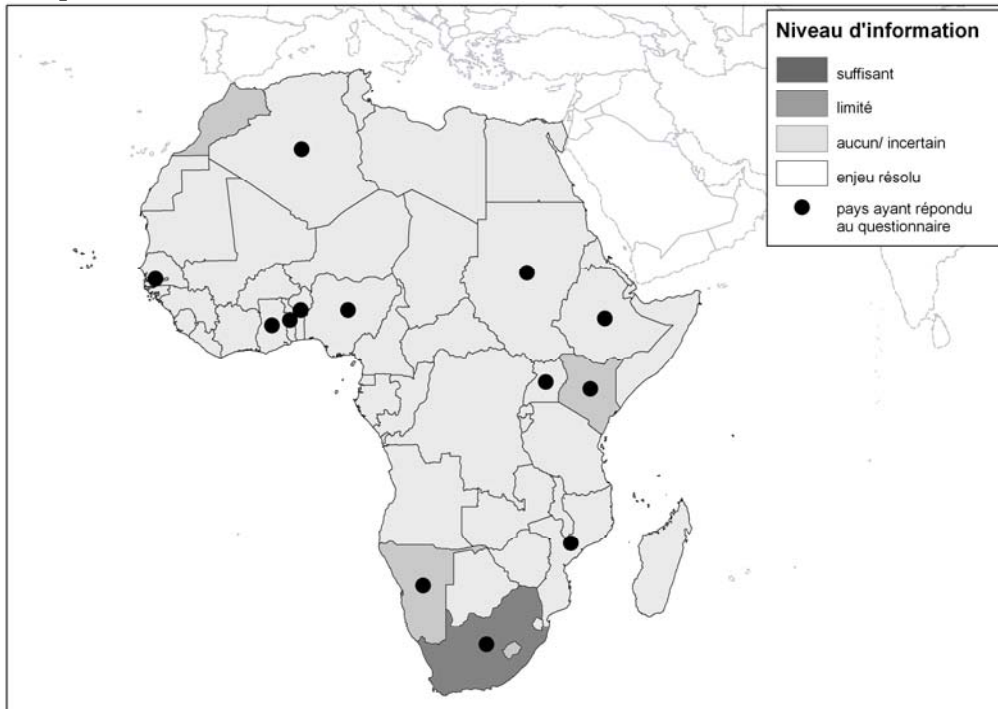 Niveau d'information
suffisant
limité
aucun/ incertain
enjeu résolu
pays ayant répondu
au questionnaire